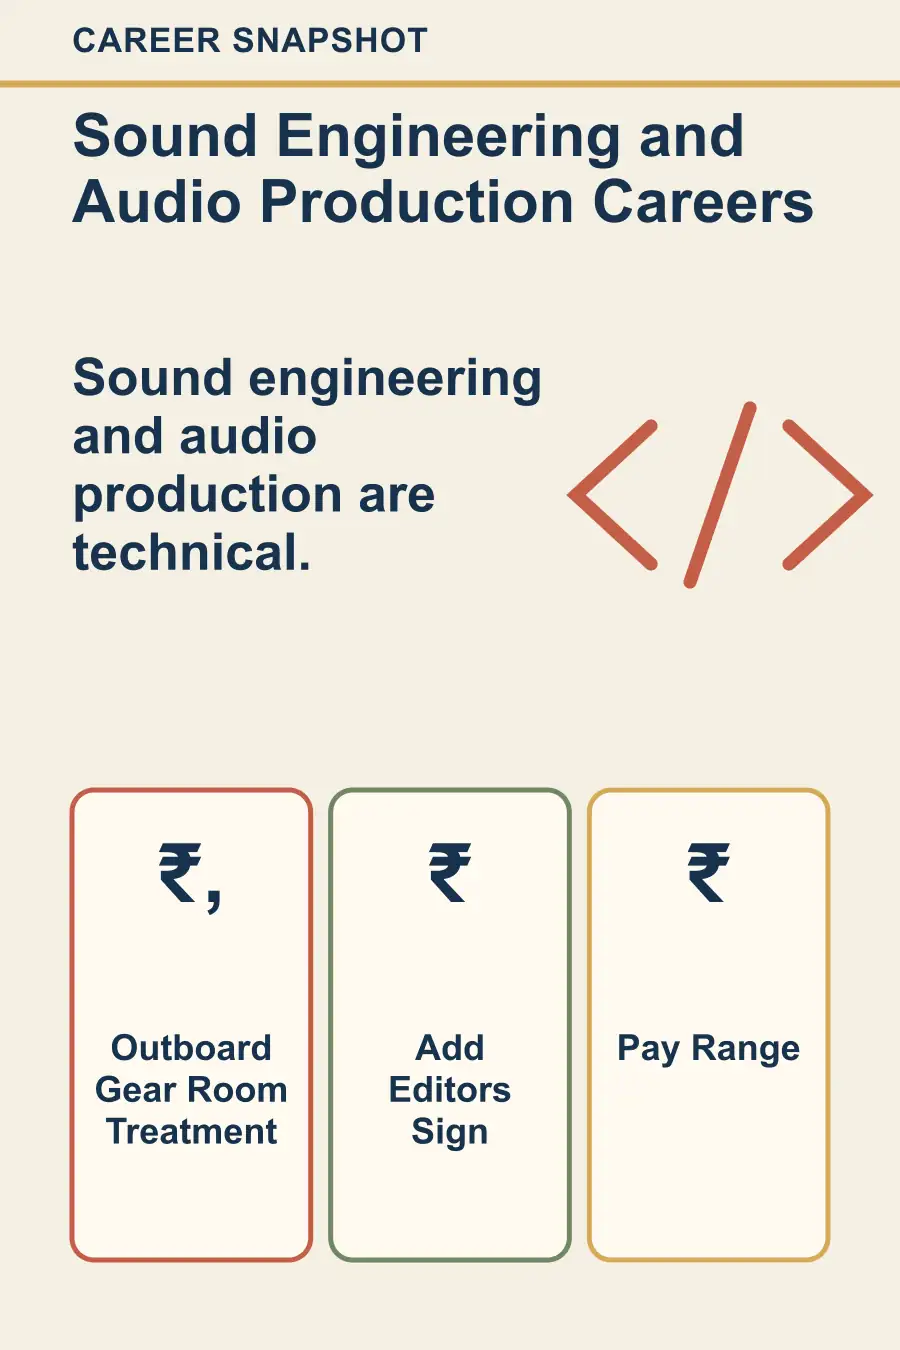 CAREER SNAPSHOT
Sound Engineering and
Audio Production Careers
Sound engineering
and audio
production are
technical.
</>
₹,
Outboard
Gear Room
Treatment
₹
Add
Editors
Sign
₹
Pay Range